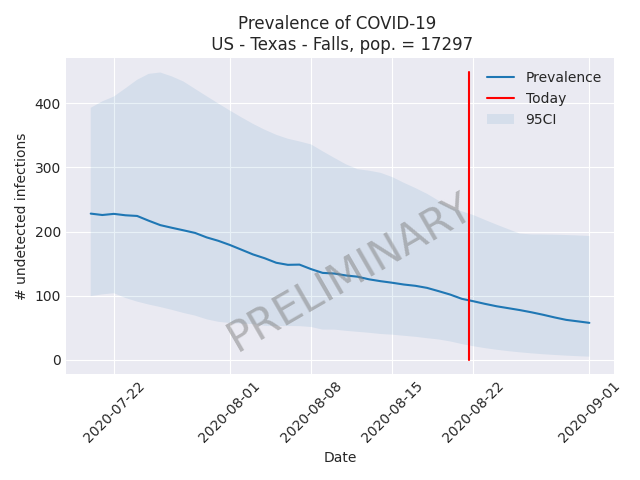 Prevalence of COVID-19
US - Texas - Falls, pop. = 17297
Prevalence
Today
95CI
PRELIMINARY
# undetected infections
400
300
200
100
0
2020-07-22
2020-08-01
2020-08-08
2020-08-15
2020-08-22
2020-09-01
Date